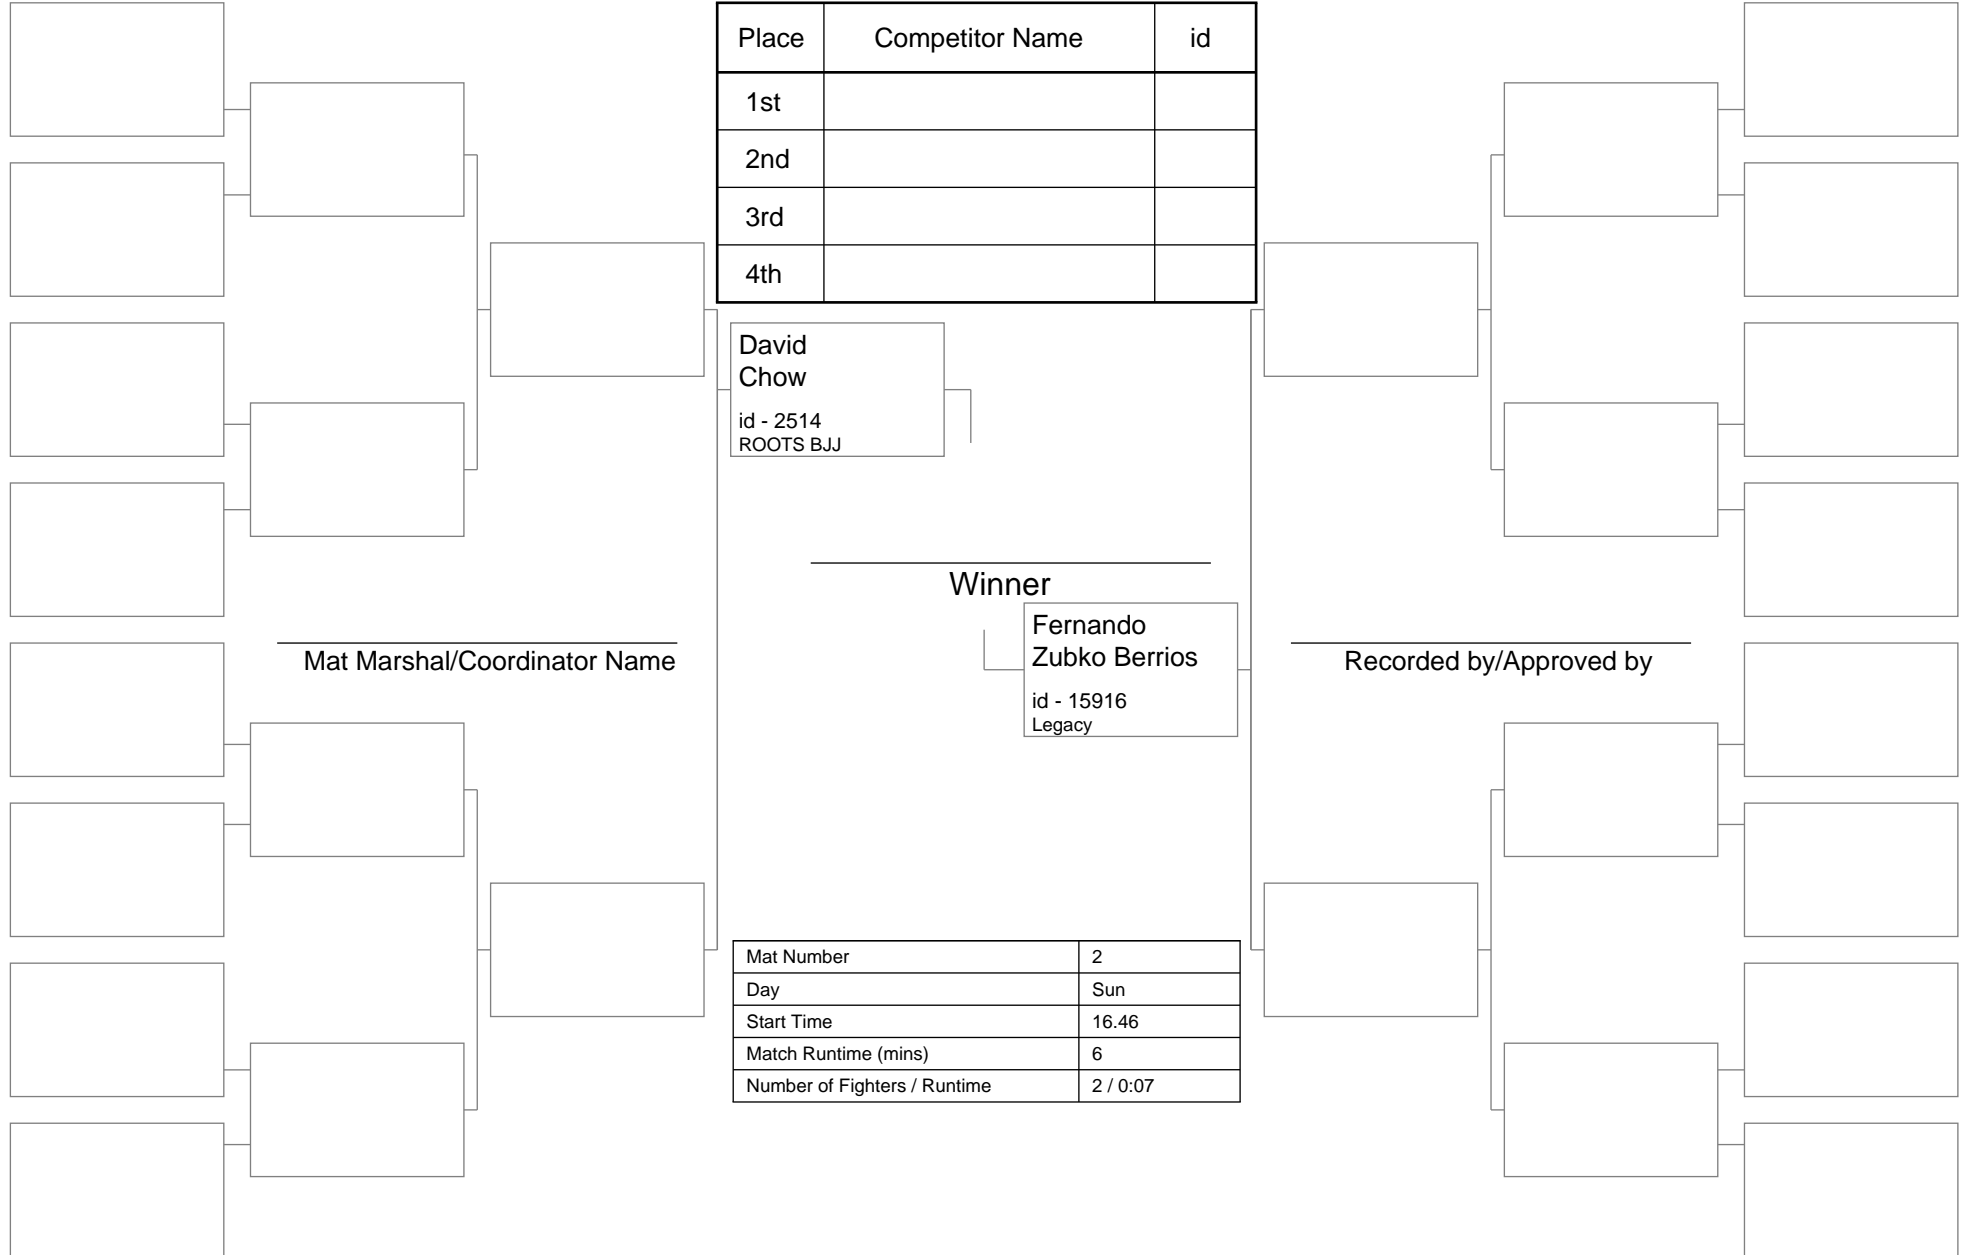 Place Competitor Name id
1st
2nd
3rd
4th
David
Chow
id - 2514
ROOTS BJJ
Winner
Fernando
Zubko Berrios
id - 15916
Legacy
Mat Marshal/Coordinator Name
Recorded by/Approved by
Mat Number 2
Day Sun
Start Time 16.46
Match Runtime (mins) 6
Number of Fighters / Runtime 2 / 0:07